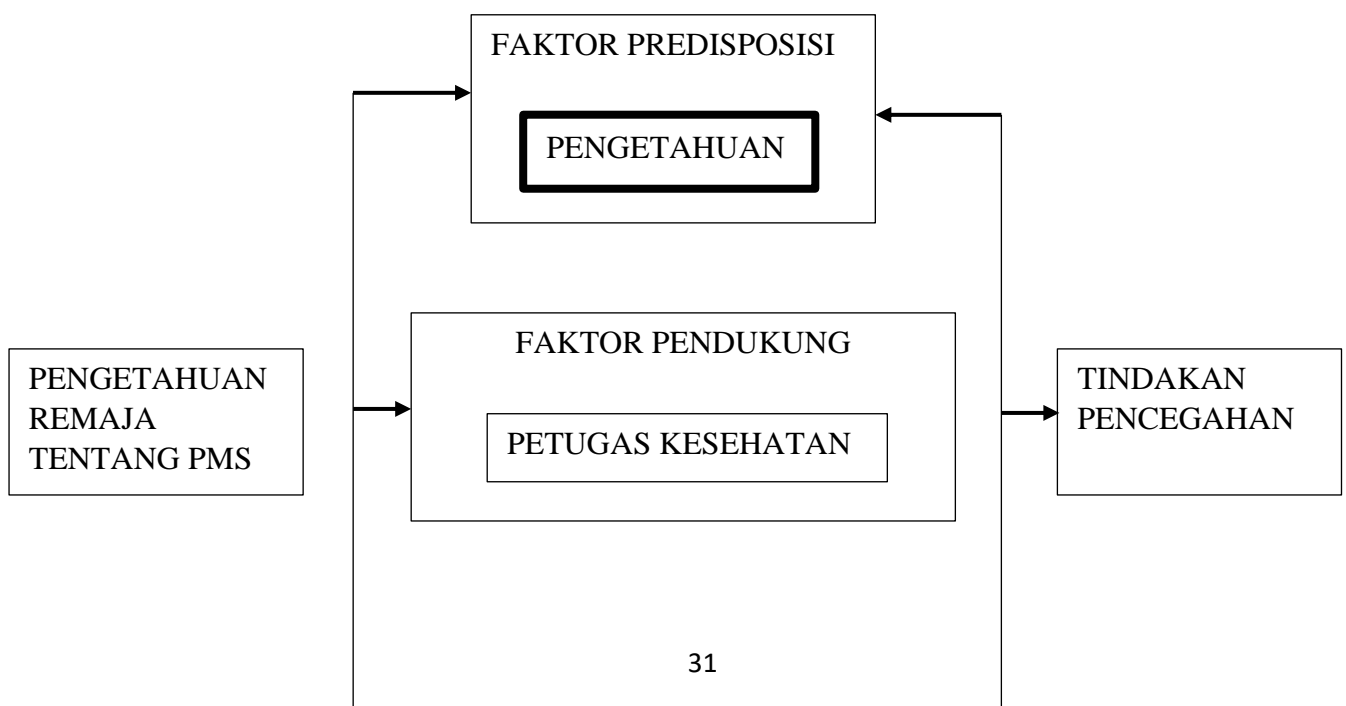 FAKTOR PREDISPOSISI
PENGETAHUAN
FAKTOR PENDUKUNG
PETUGAS KESEHATAN
PENGETAHUAN
REMAJA
TENTANG PMS
TINDAKAN
PENCEGAHAN
31